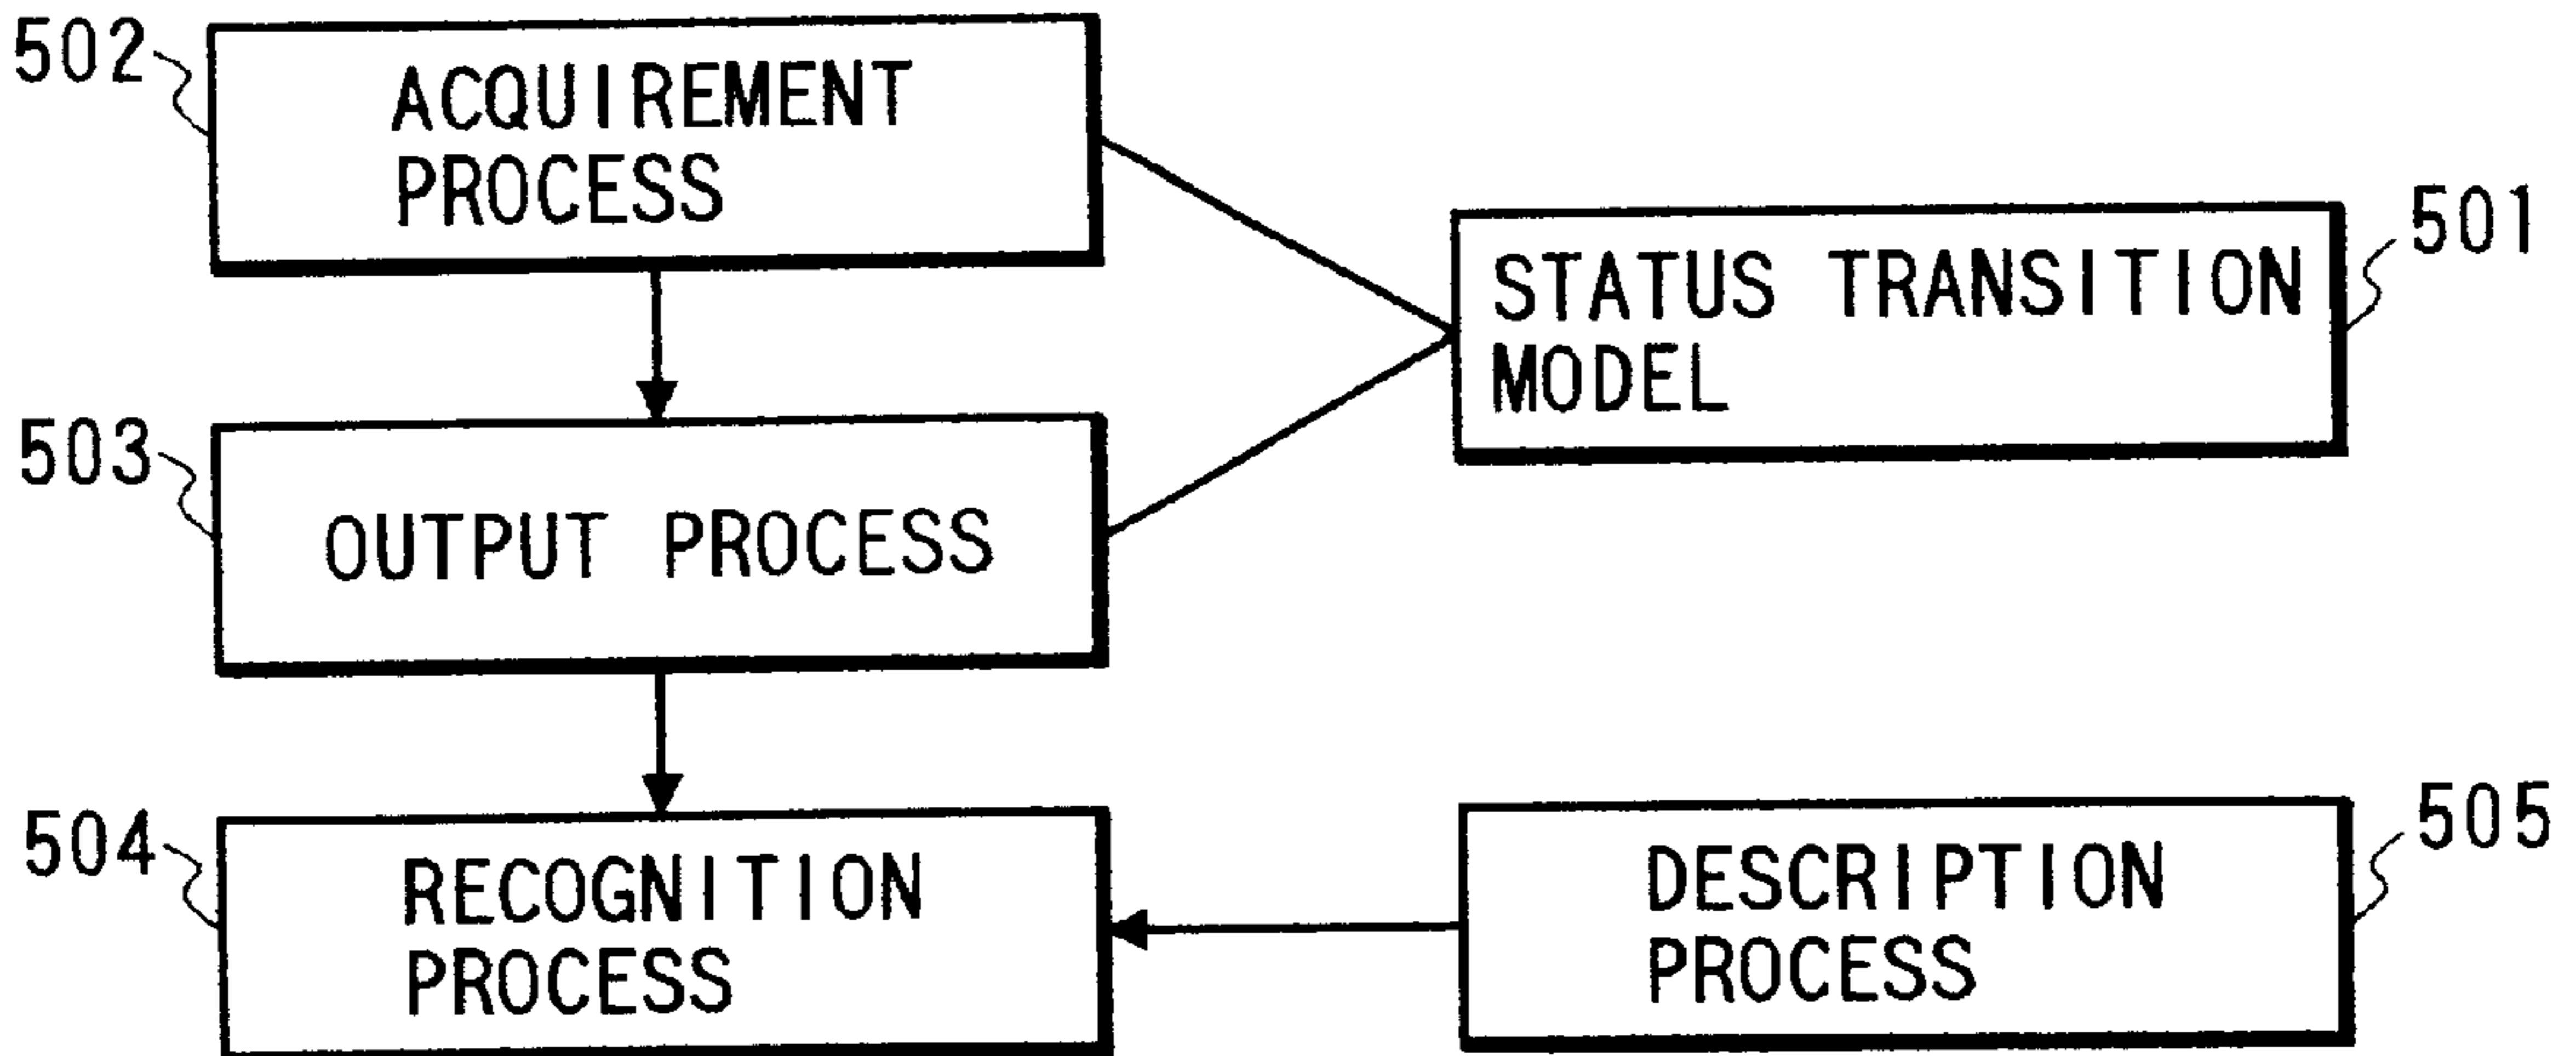 502
ACQUIREMENT
PROCESS
501
STATUS TRANSITION
MODEL
503
OUTPUT PROCESS
504
RECOGNITION
PROCESS
505
DESCRIPTION
PROCESS